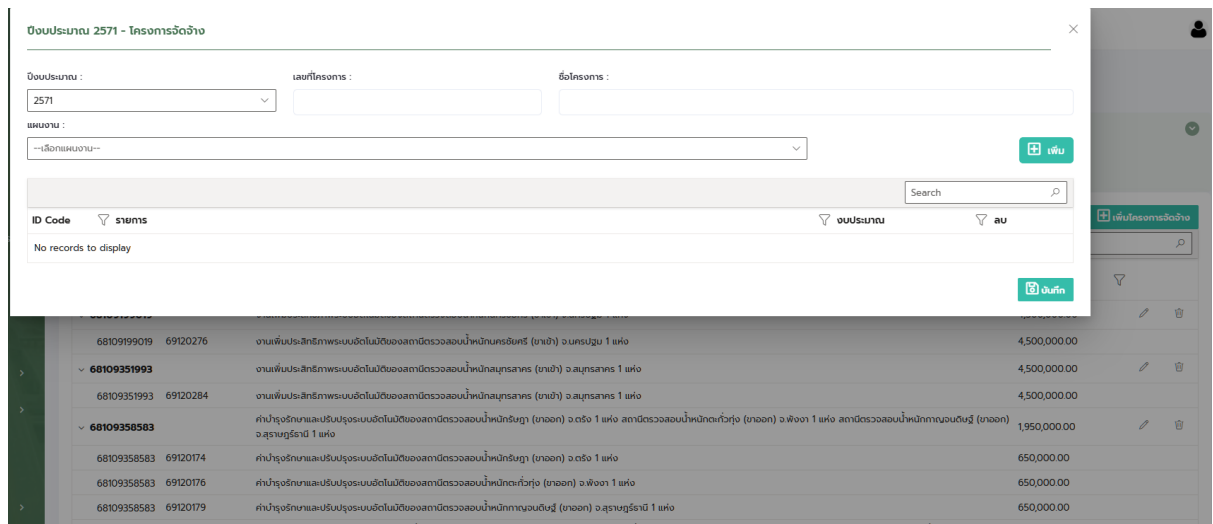 ปีงบประมาณ 2571 - โครงการจัดจ้าง
ปีงบประมาณ : เลขที่โครงการ : ชื่อโครงการ :
2571
แผนงาน :
--เลือกแผนงาน--
เพิ่ม
Search
ID Code รายการ งบประมาณ ลบ
No records to display
บันทึก
เพิ่มโครงการจัดจ้าง
68109199019 69120276 งานเพิ่มประสิทธิภาพระบบอัตโนมัติของสถานีตรวจสอบน้ำหนักนครชัยศรี (ขาเข้า) จ.นครปฐม 1 แห่ง 4,500,000.00
68109351993 งานเพิ่มประสิทธิภาพระบบอัตโนมัติของสถานีตรวจสอบน้ำหนักสมุทรสาคร (ขาเข้า) จ.สมุทรสาคร 1 แห่ง 4,500,000.00
68109351993 69120284 งานเพิ่มประสิทธิภาพระบบอัตโนมัติของสถานีตรวจสอบน้ำหนักสมุทรสาคร (ขาเข้า) จ.สมุทรสาคร 1 แห่ง 4,500,000.00
68109358583 ค่าบำรุงรักษาและปรับปรุงระบบอัตโนมัติของสถานีตรวจสอบน้ำหนักรัษฎา (ขาออก) จ.ตรัง 1 แห่ง สถานีตรวจสอบน้ำหนักตะกั่วทุ่ง (ขาออก) จ.พังงา 1 แห่ง สถานีตรวจสอบน้ำหนักกาญจนดิษฐ์ (ขาออก) 1,950,000.00
จ.สุราษฎร์ธานี 1 แห่ง
68109358583 69120174 ค่าบำรุงรักษาและปรับปรุงระบบอัตโนมัติของสถานีตรวจสอบน้ำหนักรัษฎา (ขาออก) จ.ตรัง 1 แห่ง 650,000.00
68109358583 69120176 ค่าบำรุงรักษาและปรับปรุงระบบอัตโนมัติของสถานีตรวจสอบน้ำหนักตะกั่วทุ่ง (ขาออก) จ.พังงา 1 แห่ง 650,000.00
68109358583 69120179 ค่าบำรุงรักษาและปรับปรุงระบบอัตโนมัติของสถานีตรวจสอบน้ำหนักกาญจนดิษฐ์ (ขาออก) จ.สุราษฎร์ธานี 1 แห่ง 650,000.00